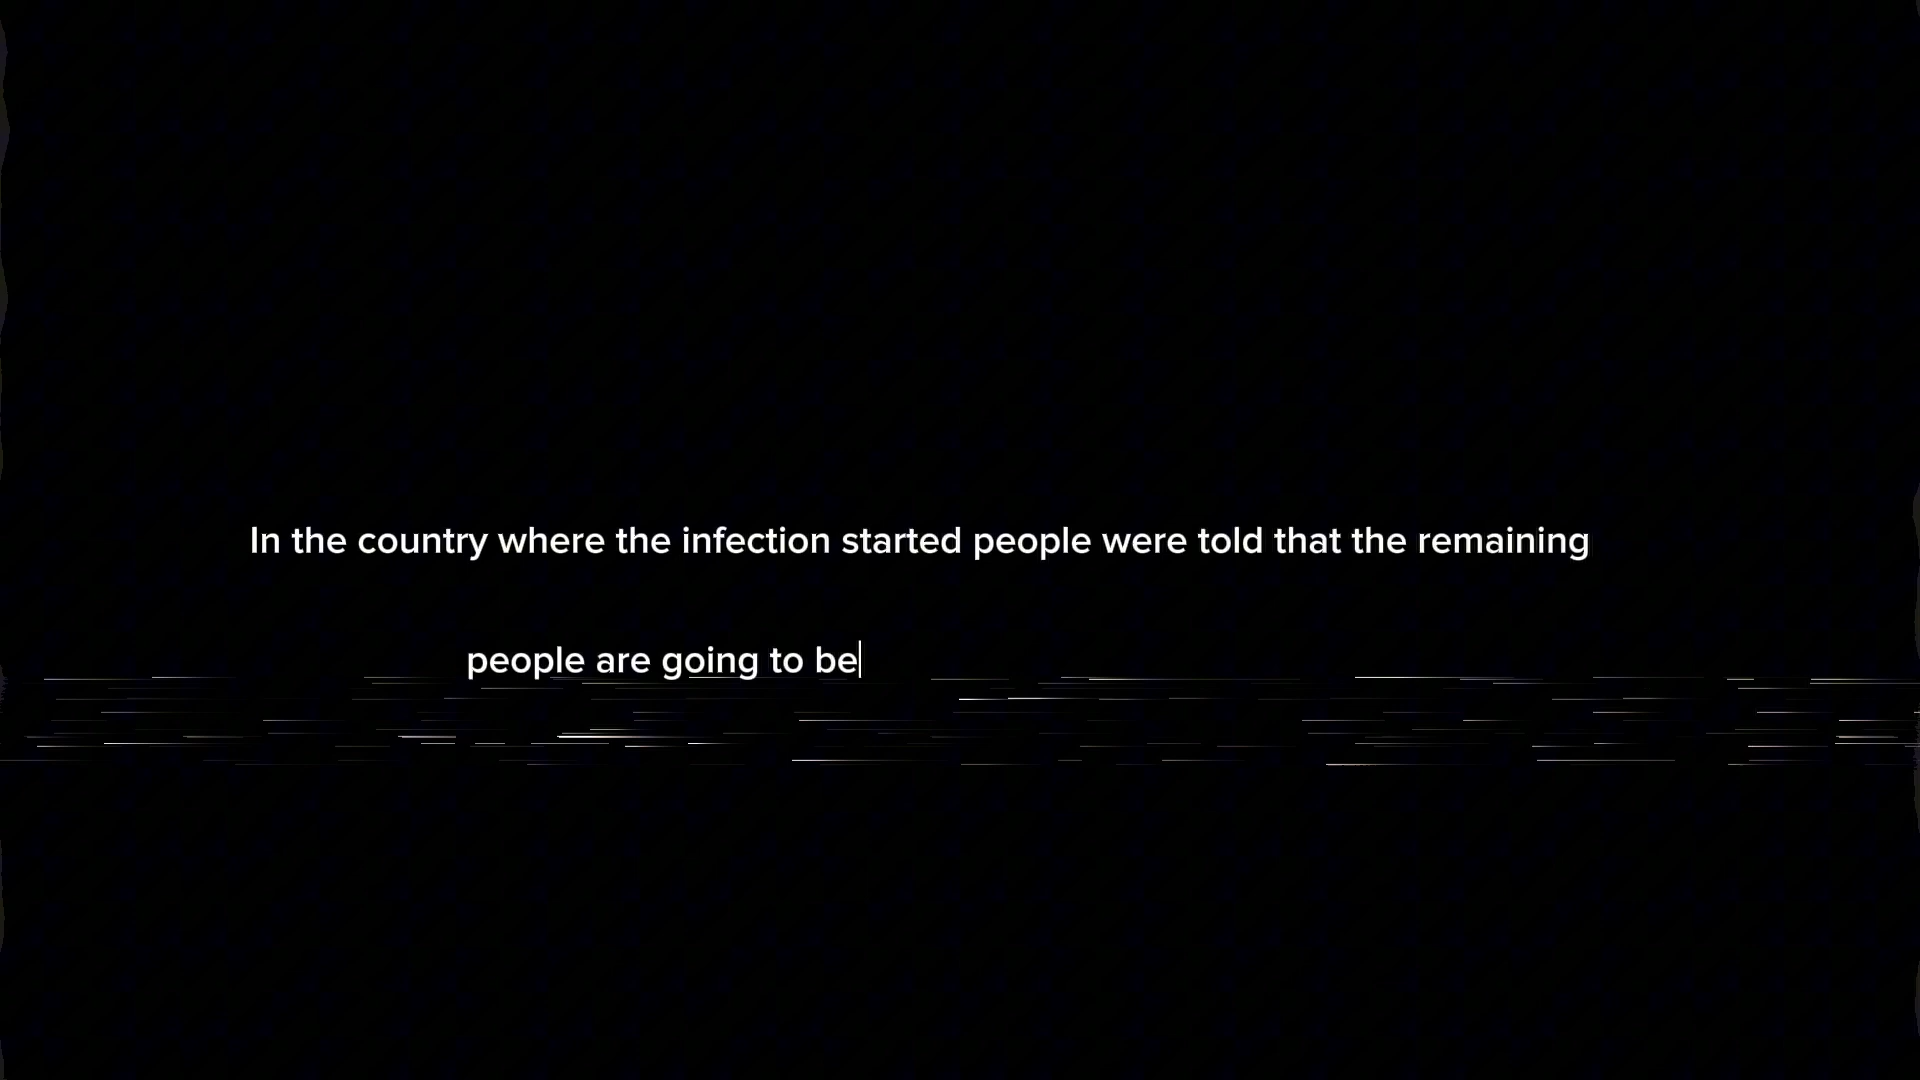 In the country where the infection started people were told that the remaining
people are going to be